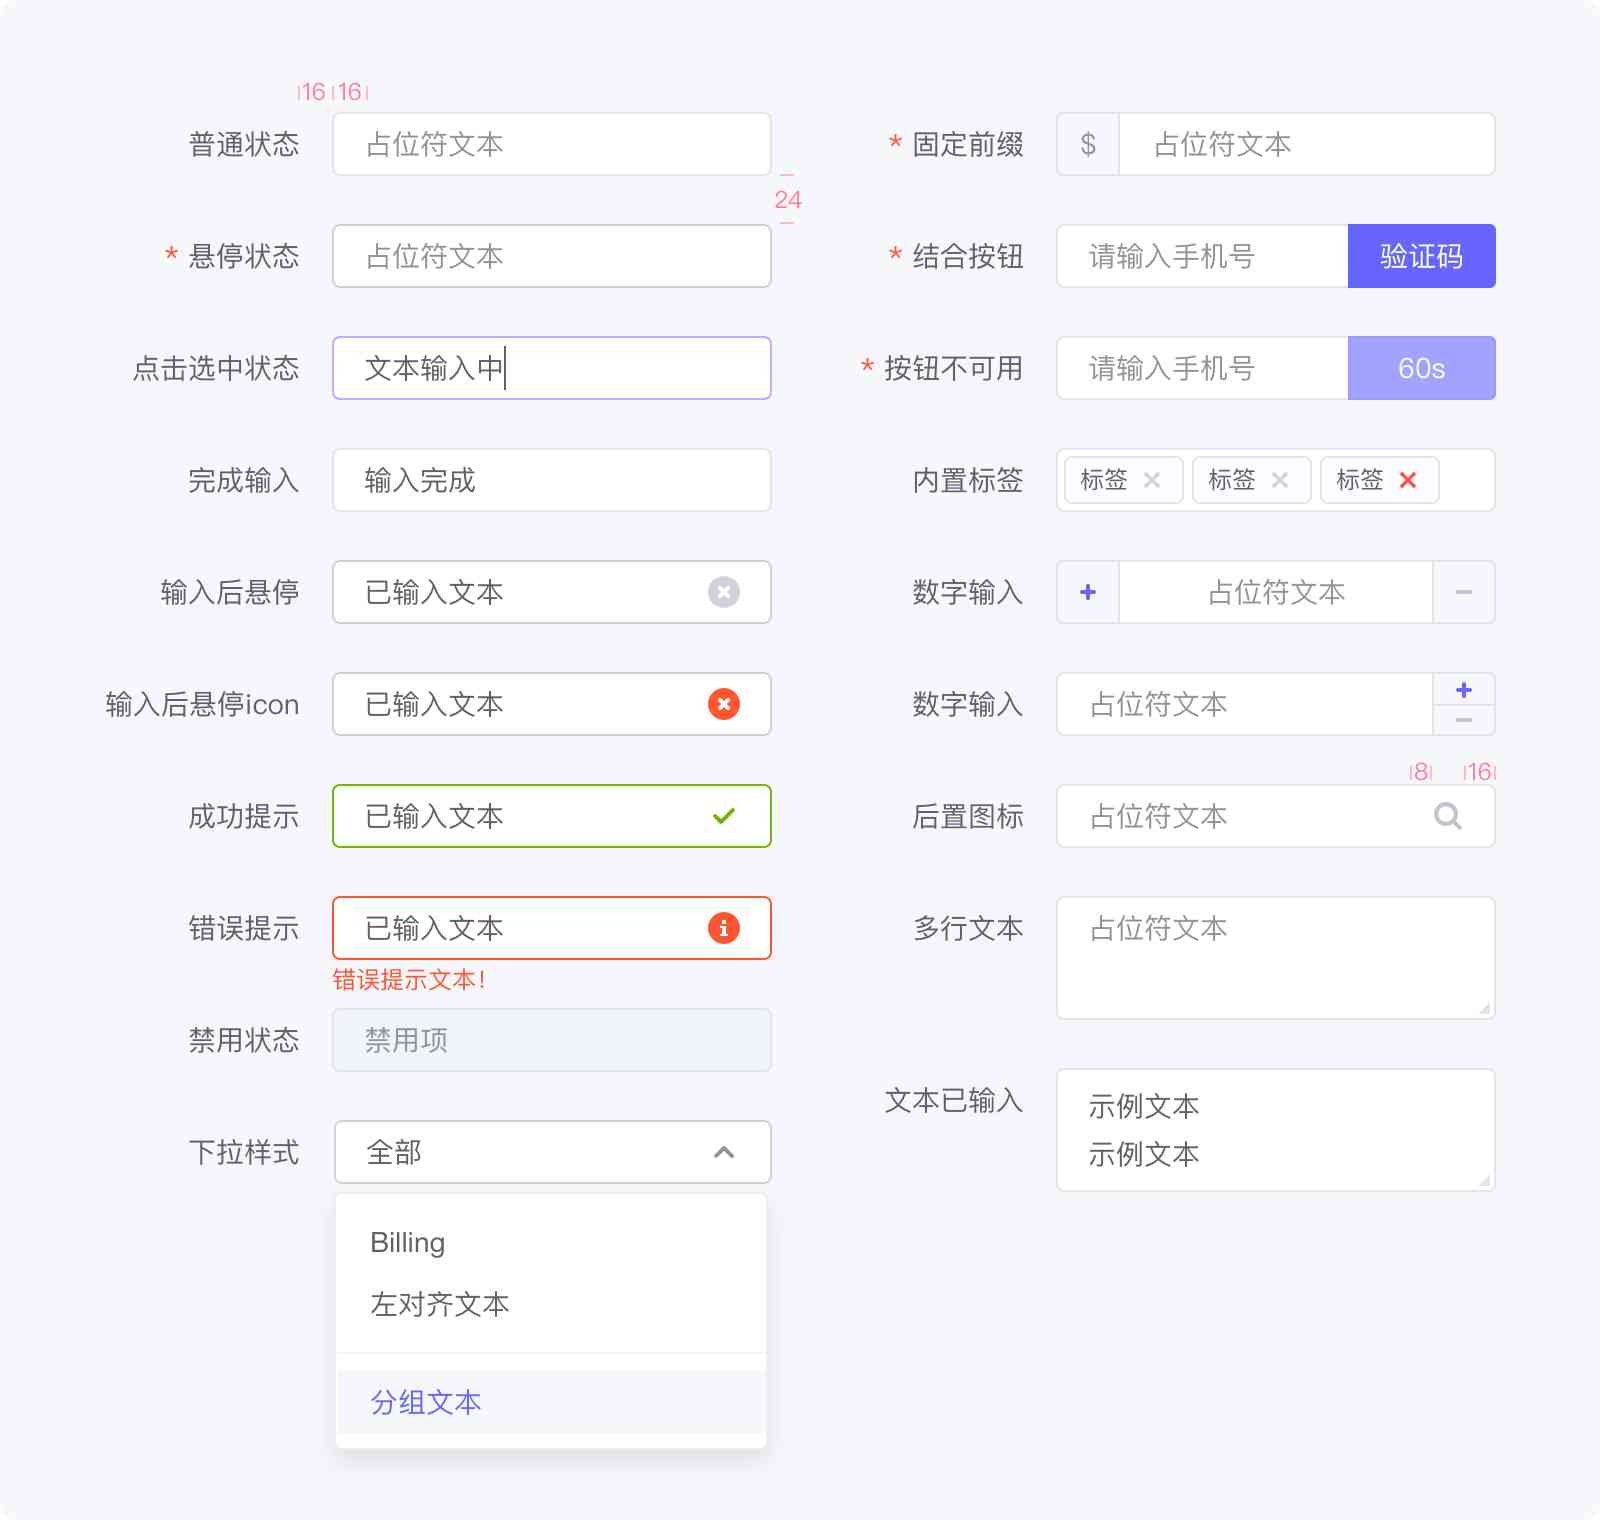 16 16
普通状态 占位符文本
24
* 悬停状态 占位符文本
点击选中状态 文本输入中
完成输入 输入完成
输入后悬停 已输入文本
输入后悬停icon 已输入文本
成功提示 已输入文本
错误提示 已输入文本
错误提示文本!
禁用状态 禁用项
下拉样式 全部
Billing
左对齐文本
分组文本
* 固定前缀 $ 占位符文本
* 结合按钮 请输入手机号 验证码
* 按钮不可用 请输入手机号 60s
内置标签 标签 标签 标签
数字输入 + 占位符文本 −
数字输入 占位符文本 + −
8 16
后置图标 占位符文本
多行文本 占位符文本
文本已输入 示例文本
示例文本